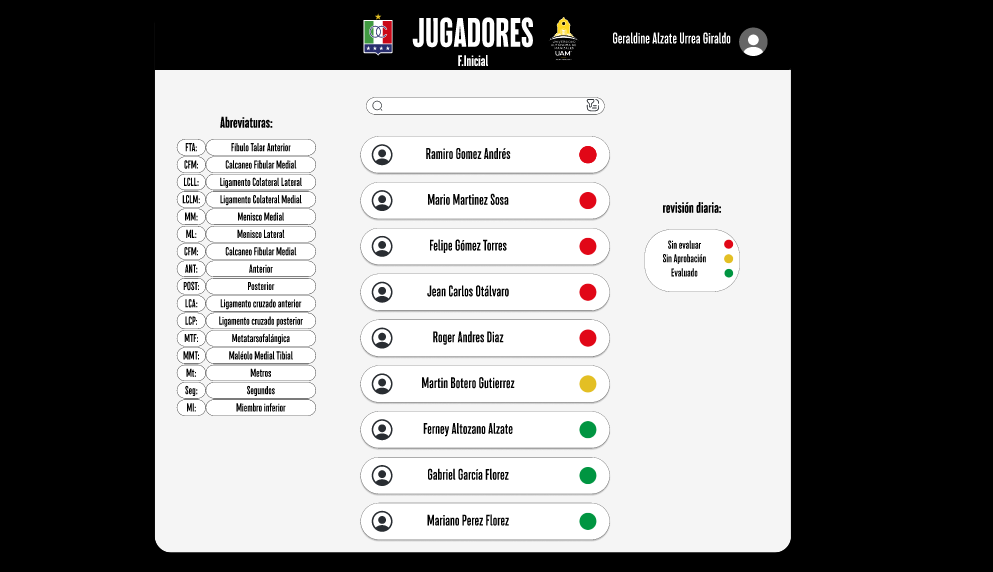 JUGADORES
F.Inicial
UAM
Geraldine Alzate Urrea Giraldo
Abreviaturas:
FTA: Fibulo Talar Anterior
CFM: Calcaneo Fibular Medial
LCLL: Ligamento Colateral Lateral
LCLM: Ligamento Colateral Medial
MM: Menisco Medial
ML: Menisco Lateral
CFM: Calcaneo Fibular Medial
ANT: Anterior
POST: Posterior
LCA: Ligamento cruzado anterior
LCP: Ligamento cruzado posterior
MTF: Metatarsofalángica
MMT: Maléolo Medial Tibial
Mt: Metros
Seg: Segundos
MI: Miembro inferior
Ramiro Gomez Andrés
Mario Martinez Sosa
Felipe Gómez Torres
Jean Carlos Otálvaro
Roger Andres Diaz
Martin Botero Gutierrez
Ferney Altozano Alzate
Gabriel García Florez
Mariano Perez Florez
revisión diaria:
Sin evaluar
Sin Aprobación
Evaluado